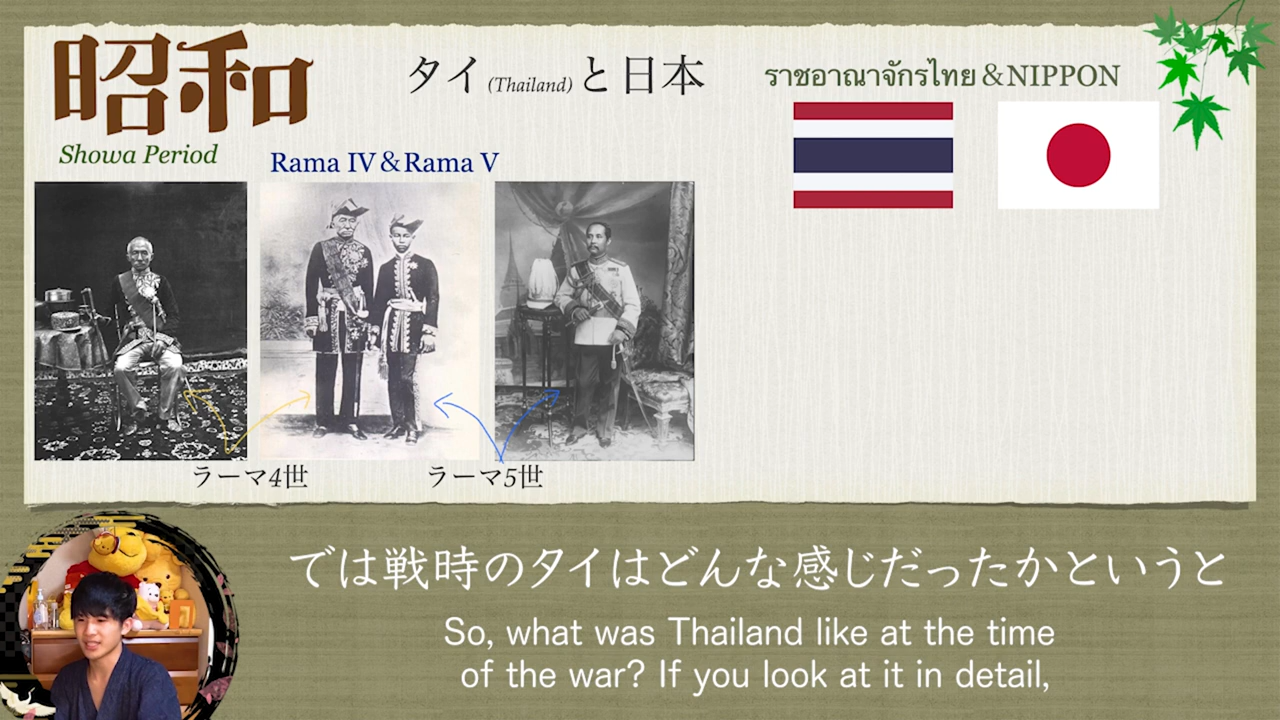 昭和
Showa Period
タイ (Thailand) と日本
ราชอาณาจักรไทย&NIPPON
Rama IV&Rama V
ラーマ4世
ラーマ5世
では戦時のタイはどんな感じだったかというと
So, what was Thailand like at the time
of the war? If you look at it in detail,